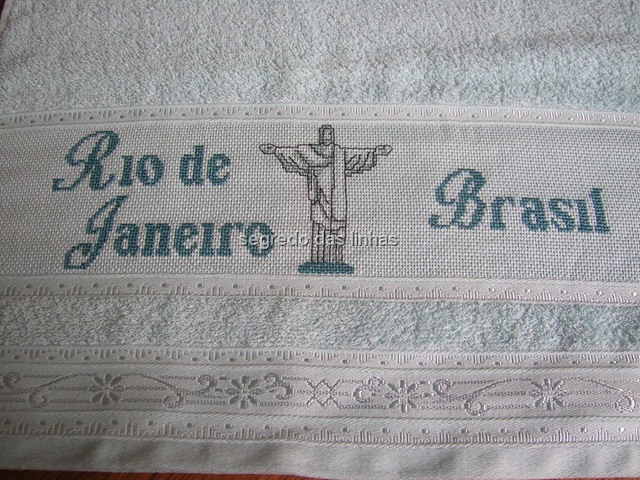 Rio de
Janeiro
Brasil
segredo das linhas